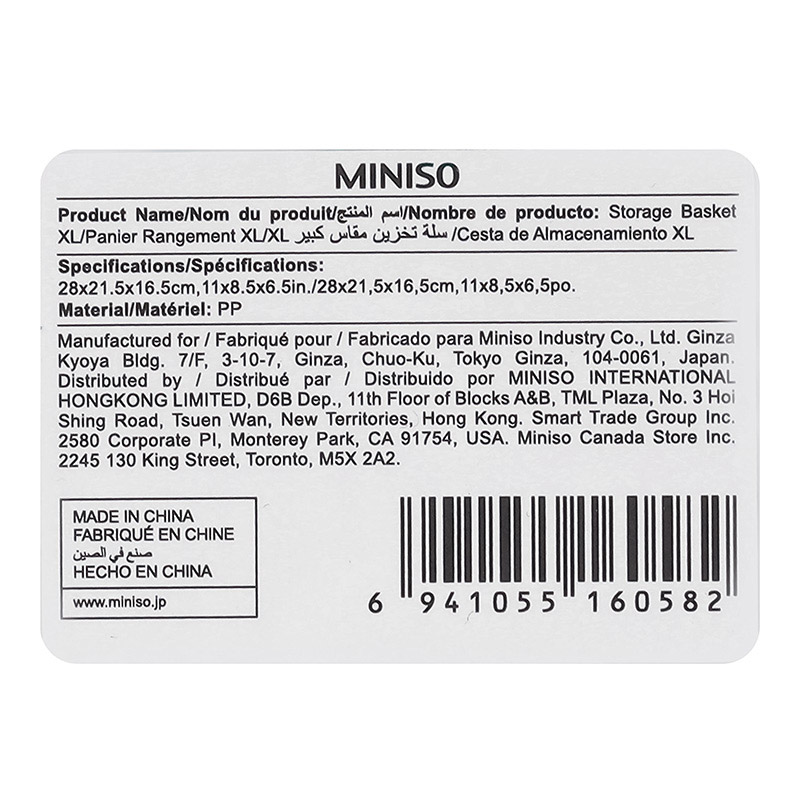 MINISO
Product Name/Nom du produit/اسم المنتج/Nombre de producto: Storage Basket
XL/Panier Rangement XL/XL سلة تخزين مقاس كبير /Cesta de Almacenamiento XL
Specifications/Spécifications:
28x21.5x16.5cm,11x8.5x6.5in./28x21,5x16,5cm,11x8,5x6,5po.
Material/Matériel: PP
Manufactured for / Fabriqué pour / Fabricado para Miniso Industry Co., Ltd. Ginza
Kyoya Bldg. 7/F, 3-10-7, Ginza, Chuo-Ku, Tokyo Ginza, 104-0061, Japan.
Distributed by / Distribué par / Distribuido por MINISO INTERNATIONAL
HONGKONG LIMITED, D6B Dep., 11th Floor of Blocks A&B, TML Plaza, No. 3 Hoi
Shing Road, Tsuen Wan, New Territories, Hong Kong. Smart Trade Group Inc.
2580 Corporate Pl, Monterey Park, CA 91754, USA. Miniso Canada Store Inc.
2245 130 King Street, Toronto, M5X 2A2.
MADE IN CHINA
FABRIQUÉ EN CHINE
صنع في الصين
HECHO EN CHINA
www.miniso.jp
6 941055 160582